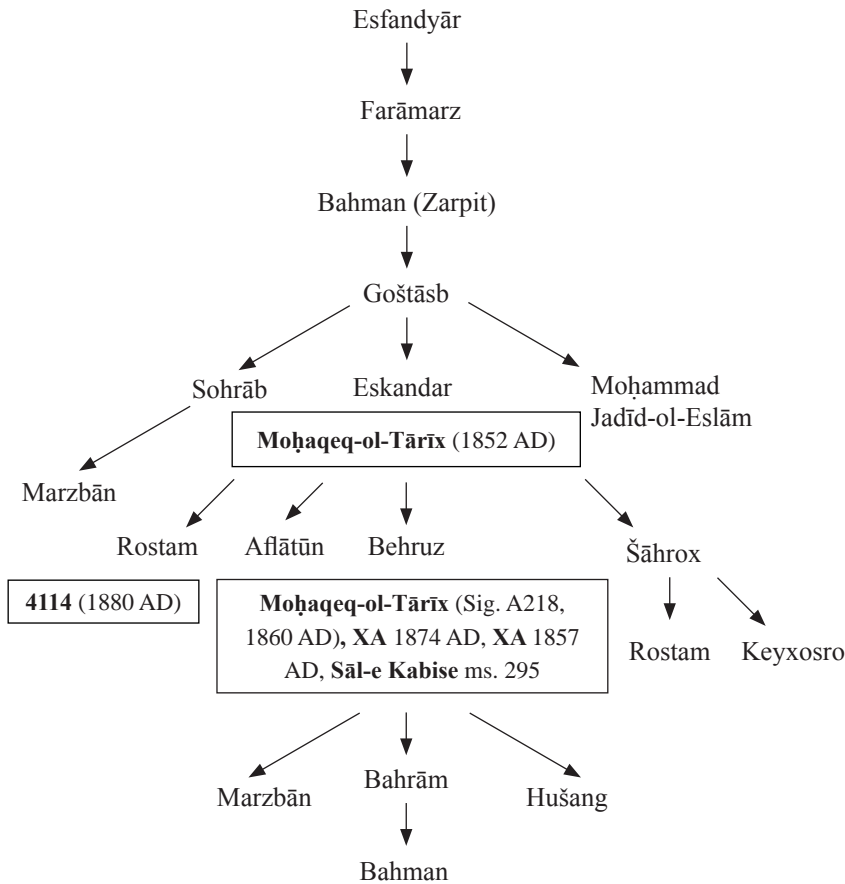 Esfandyār
Farāmarz
Bahman (Zarpit)
Goštāsb
Sohrāb
Eskandar
Moḥammad
Jadīd-ol-Eslām
Moḥaqeq-ol-Tārīx (1852 AD)
Marzbān
Rostam
Aflātūn
Behruz
Šāhrox
4114 (1880 AD)
Moḥaqeq-ol-Tārīx (Sig. A218,
1860 AD), XA 1874 AD, XA 1857
AD, Sāl-e Kabise ms. 295
Rostam
Keyxosro
Marzbān
Bahrām
Hušang
Bahman